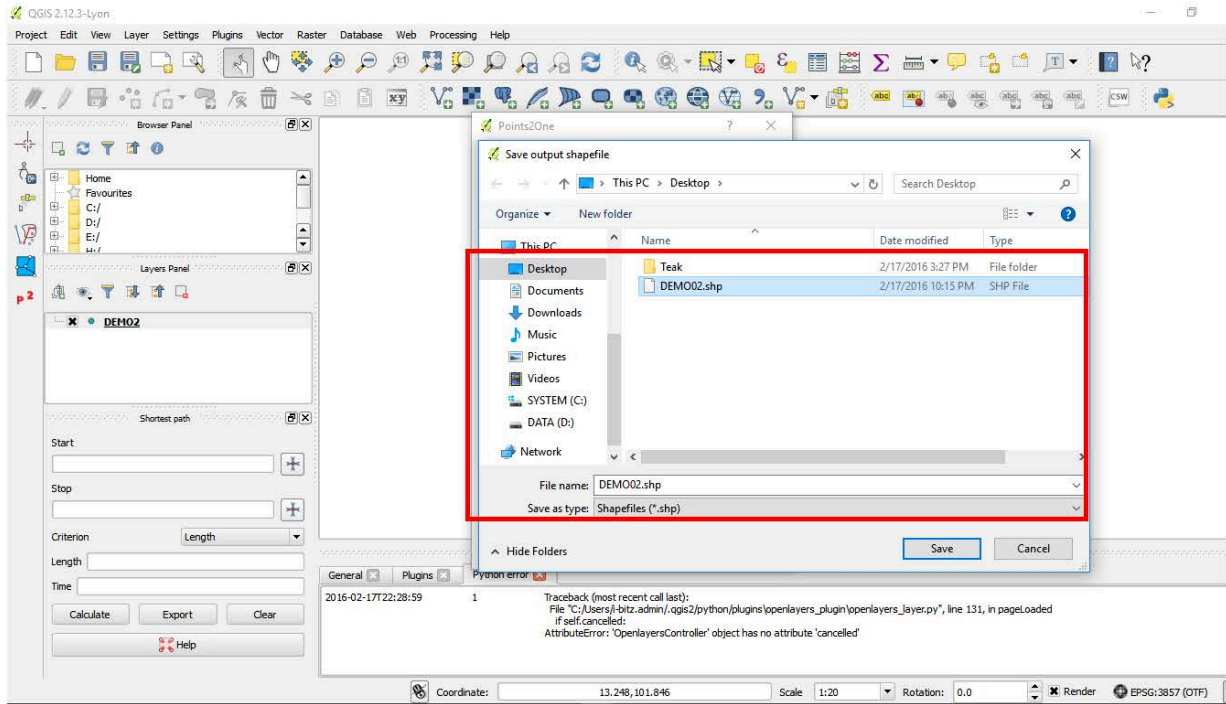 QGIS 2.12.3-Lyon
Project Edit View Layer Settings Plugins Vector Raster Database Web Processing Help
Browser Panel
Home
Favourites
C:/
D:/
E:/
H:/
Layers Panel
DEMO2
Shortest path
Start
Stop
Criterion Length
Length
Time
Calculate Export Clear
Help
Points2One
Save output shapefile
This PC > Desktop >
Search Desktop
Organize New folder
This PC
Desktop
Documents
Downloads
Music
Pictures
Videos
SYSTEM (C:)
DATA (D:)
Network
Name Date modified Type
Teak 2/17/2016 3:27 PM File folder
DEMO02.shp 2/17/2016 10:15 PM SHP File
File name: DEMO02.shp
Save as type: Shapefiles (*.shp)
Hide Folders
Save Cancel
General Plugins Python error
2016-02-17T22:28:59 1 Traceback (most recent call last):
File "C:/Users/i-bitz.admin/.qgis2/python/plugins\openlayers_plugin\openlayers_layer.py", line 131, in pageLoaded
if self.cancelled:
AttributeError: 'OpenlayersController' object has no attribute 'cancelled'
Coordinate: 13.248,101.846 Scale 1:20 Rotation: 0.0 Render EPSG:3857 (OTF)